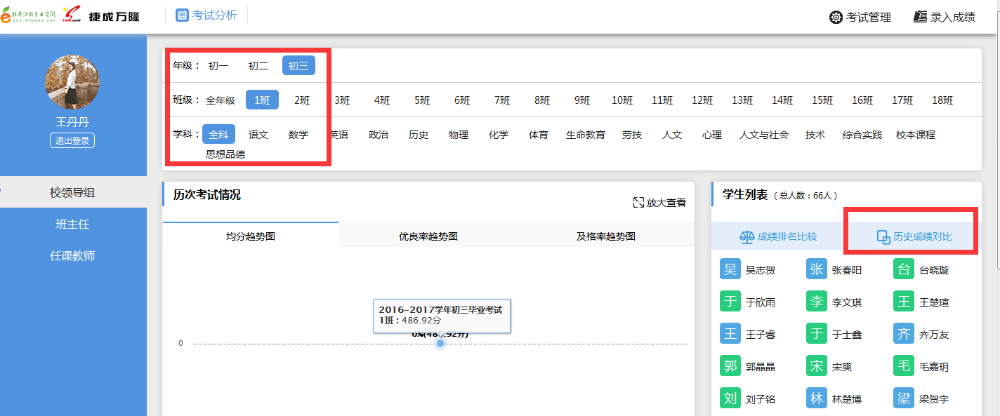 牡丹江教育云空间
yun.mdjedu.net
捷成万隆
考试分析
考试管理
录入成绩
王丹丹
退出登录
校领导组
班主任
任课教师
年级： 初一 初二 初三
班级： 全年级 1班 2班 3班 4班 5班 6班 7班 8班 9班 10班 11班 12班 13班 14班 15班 16班 17班 18班
学科： 全科 语文 数学 英语 政治 历史 物理 化学 体育 生命教育 劳技 人文 心理 人文与社会 技术 综合实践 校本课程
思想品德
历次考试情况
放大查看
均分趋势图 优良率趋势图 及格率趋势图
2016-2017学年初三毕业考试
1班：486.92分
0%(486.92分)
0
学生列表 （ 总人数：66人 ）
成绩排名比较 历史成绩对比
吴 吴志贺 张 张春阳 台 台晓璇
于 于欣雨 李 李文琪 王 王楚瑄
王 王子睿 于 于士鑫 齐 齐万友
郭 郭晶晶 宋 宋爽 毛 毛嘉玥
刘 刘子铭 林 林楚博 梁 梁贺宇